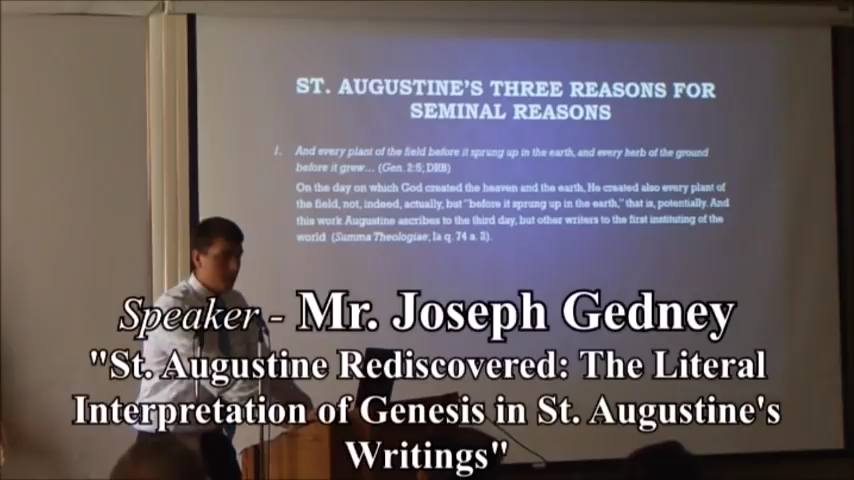 ST. AUGUSTINE'S THREE REASONS FOR
SEMINAL REASONS
1. And every plant of the field before it sprung up in the earth, and every herb of the ground
before it grew... (Gen. 2:5; DRB)
On the day on which God created the heaven and the earth, He created also every plant of
the field, not, indeed, actually, but "before it sprung up in the earth," that is, potentially. And
this work Augustine ascribes to the third day, but other writers to the first instituting of the
world (Summa Theologiae; Ia q. 74 a. 2).
Speaker - Mr. Joseph Gedney
"St. Augustine Rediscovered: The Literal
Interpretation of Genesis in St. Augustine's
Writings"